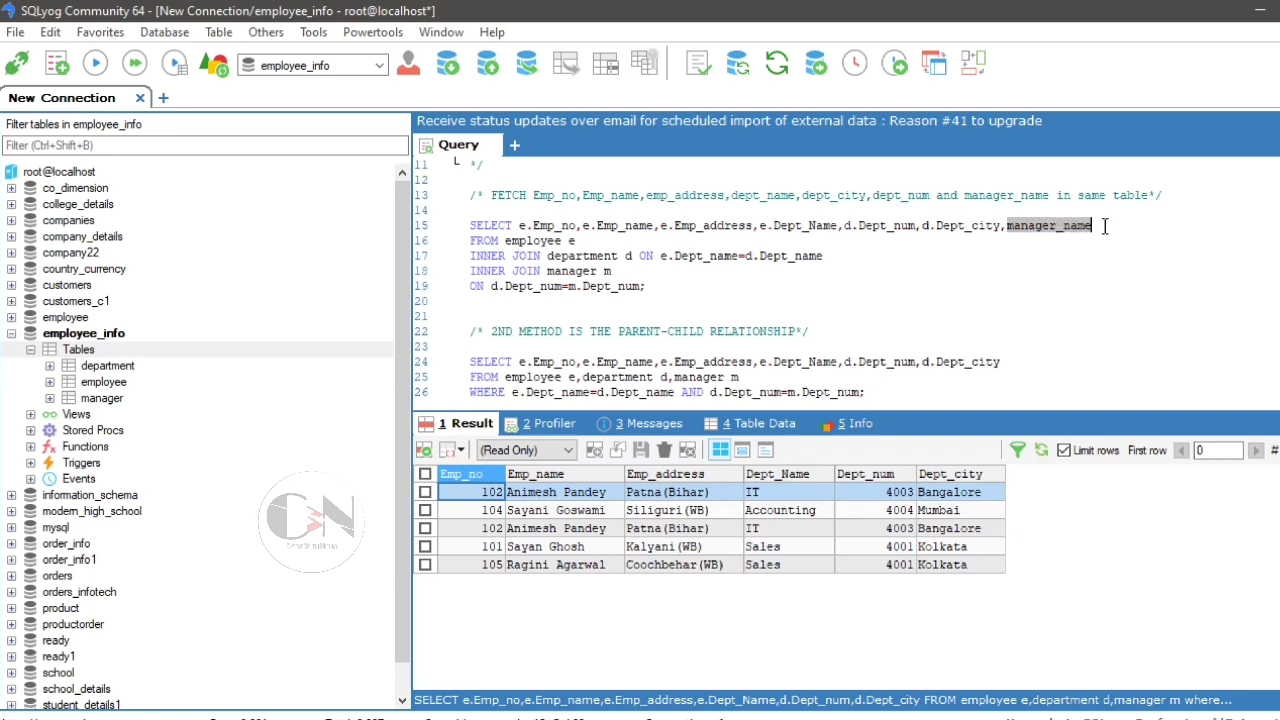 SQLyog Community 64 - [New Connection/employee_info - root@localhost*]
File Edit Favorites Database Table Others Tools Powertools Window Help
employee_info
New Connection
Filter tables in employee_info
Filter (Ctrl+Shift+B)
root@localhost
co_dimension
college_details
companies
company_details
company22
country_currency
customers
customers_c1
employee
employee_info
Tables
department
employee
manager
Views
Stored Procs
Functions
Triggers
Events
information_schema
modern_high_school
mysql
order_info
order_info1
orders
orders_infotech
product
productorder
ready
ready1
school
school_details
student_details1
Receive status updates over email for scheduled import of external data : Reason #41 to upgrade
Query
11 */
12
13 /* FETCH Emp_no,Emp_name,emp_address,dept_name,dept_city,dept_num and manager_name in same table*/
14
15 SELECT e.Emp_no,e.Emp_name,e.Emp_address,e.Dept_Name,d.Dept_num,d.Dept_city,manager_name
16 FROM employee e
17 INNER JOIN department d ON e.Dept_name=d.Dept_name
18 INNER JOIN manager m
19 ON d.Dept_num=m.Dept_num;
20
21
22 /* 2ND METHOD IS THE PARENT-CHILD RELATIONSHIP*/
23
24 SELECT e.Emp_no,e.Emp_name,e.Emp_address,e.Dept_Name,d.Dept_num,d.Dept_city
25 FROM employee e,department d,manager m
26 WHERE e.Dept_name=d.Dept_name AND d.Dept_num=m.Dept_num;
1 Result 2 Profiler 3 Messages 4 Table Data 5 Info
(Read Only) Limit rows First row 0 #
Emp_no Emp_name Emp_address Dept_Name Dept_num Dept_city
102 Animesh Pandey Patna(Bihar) IT 4003 Bangalore
104 Sayani Goswami Siliguri(WB) Accounting 4004 Mumbai
102 Animesh Pandey Patna(Bihar) IT 4003 Bangalore
101 Sayan Ghosh Kalyani(WB) Sales 4001 Kolkata
105 Ragini Agarwal Coochbehar(WB) Sales 4001 Kolkata
SELECT e.Emp_no,e.Emp_name,e.Emp_address,e.Dept_Name,d.Dept_num,d.Dept_city FROM employee e,department d,manager m where...